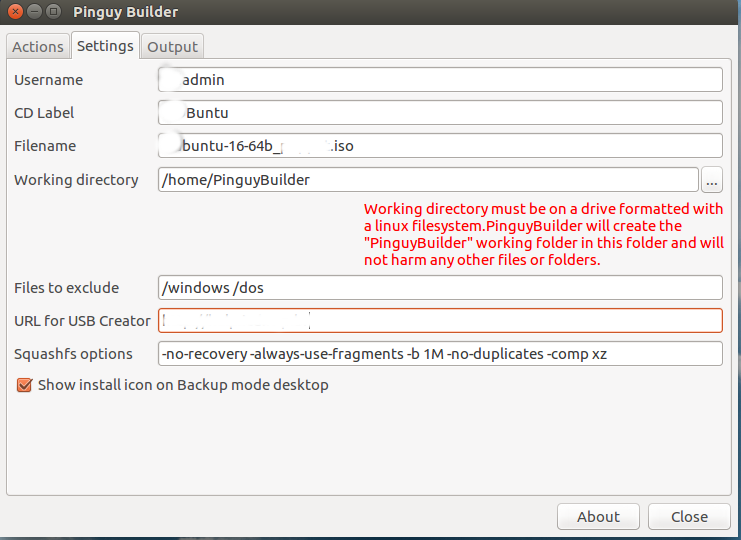 Pinguy Builder
Actions Settings Output
Username admin
CD Label Buntu
Filename buntu-16-64b_ .iso
Working directory /home/PinguyBuilder ...
Working directory must be on a drive formatted with
a linux filesystem.PinguyBuilder will create the
"PinguyBuilder" working folder in this folder and will
not harm any other files or folders.
Files to exclude /windows /dos
URL for USB Creator
Squashfs options -no-recovery -always-use-fragments -b 1M -no-duplicates -comp xz
Show install icon on Backup mode desktop
About Close